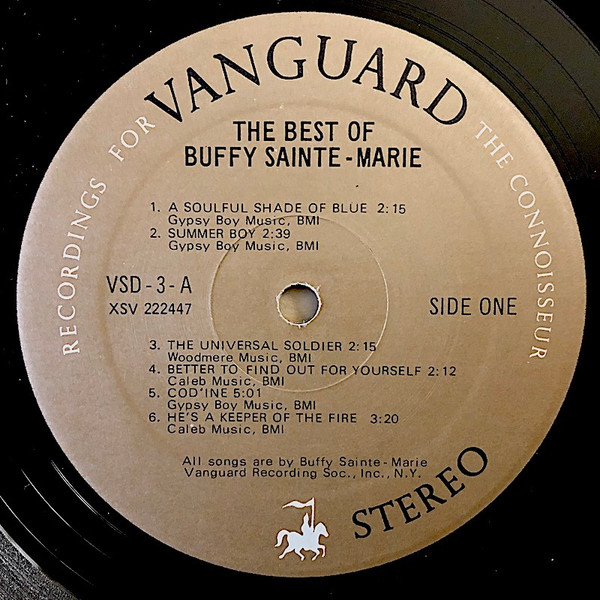 RECORDINGS FOR VANGUARD THE CONNOISSEUR
THE BEST OF
BUFFY SAINTE-MARIE
1. A SOULFUL SHADE OF BLUE 2:15
Gypsy Boy Music, BMI
2. SUMMER BOY 2:39
Gypsy Boy Music, BMI
VSD-3-A
XSV 222447
SIDE ONE
3. THE UNIVERSAL SOLDIER 2:15
Woodmere Music, BMI
4. BETTER TO FIND OUT FOR YOURSELF 2:12
Caleb Music, BMI
5. COD'INE 5:01
Gypsy Boy Music, BMI
6. HE'S A KEEPER OF THE FIRE 3:20
Caleb Music, BMI
All songs are by Buffy Sainte-Marie
Vanguard Recording Soc., Inc., N.Y.
STEREO